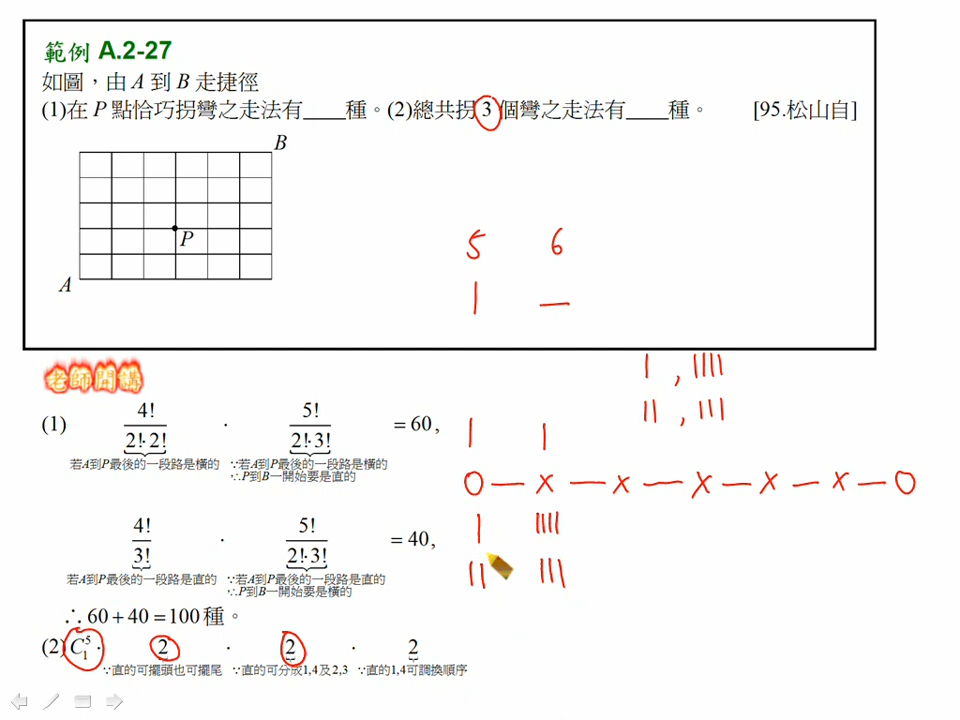 範例 A.2-27
如圖，由 A 到 B 走捷徑
(1)在 P 點恰巧拐彎之走法有____種。(2)總共拐 3 個彎之走法有____種。 [95.松山自]
B
P
A
5 6
1 —
老師開講
| , ||||
|| , |||
(1) 4!/(2!·2!) · 5!/(2!·3!) = 60,
若A到P最後的一段路是橫的 ∵若A到P最後的一段路是橫的
∴P到B一開始要是直的
| |
O — x — x — x — x — x — O
| ||||
|| |||
4!/3! · 5!/(2!·3!) = 40,
若A到P最後的一段路是直的 ∵若A到P最後的一段路是直的
∴P到B一開始要是橫的
∴ 60 + 40 = 100 種。
(2) C⁵₁ · 2 · 2 · 2
∵直的可擺頭也可擺尾 ∵直的可分成1,4及2,3 ∵直的1,4可調換順序